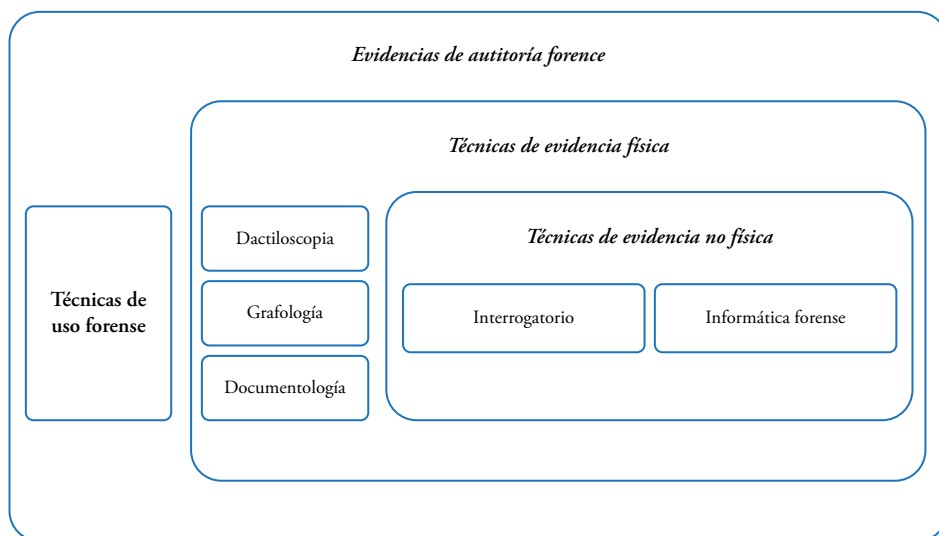 Evidencias de autitoría forence
Técnicas de evidencia física
Técnicas de
uso forense
Dactiloscopia
Grafología
Documentología
Técnicas de evidencia no física
Interrogatorio
Informática forense